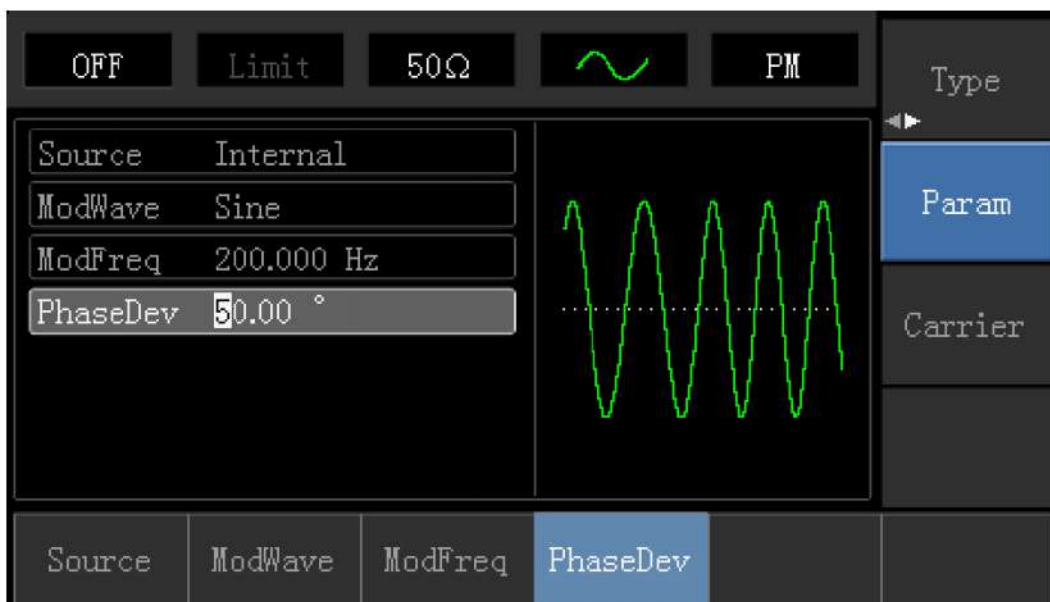 OFF Limit 50Ω PM
Type
Source Internal
ModWave Sine
ModFreq 200.000 Hz
PhaseDev 50.00 °
Param
Carrier
Source ModWave ModFreq PhaseDev